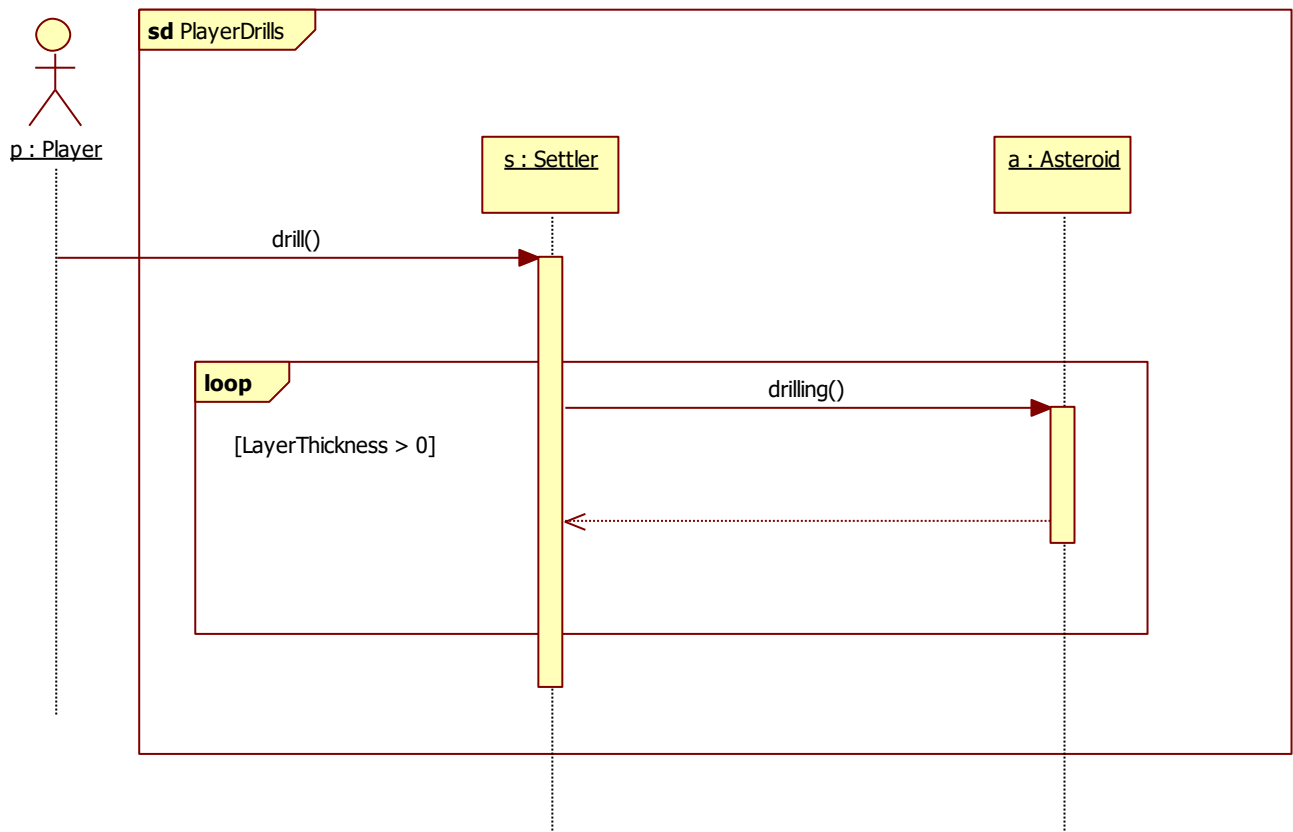 sd PlayerDrills
p : Player
s : Settler
a : Asteroid
drill()
loop
drilling()
[LayerThickness > 0]